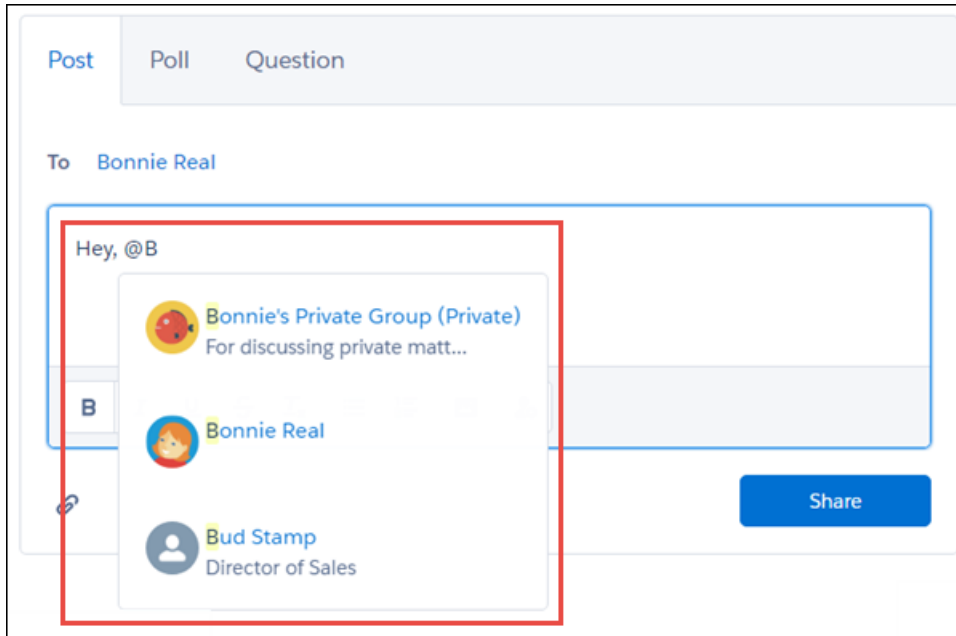 Post Poll Question
To Bonnie Real
Hey, @B
Bonnie's Private Group (Private)
For discussing private matt...
B
Bonnie Real
Share
Bud Stamp
Director of Sales